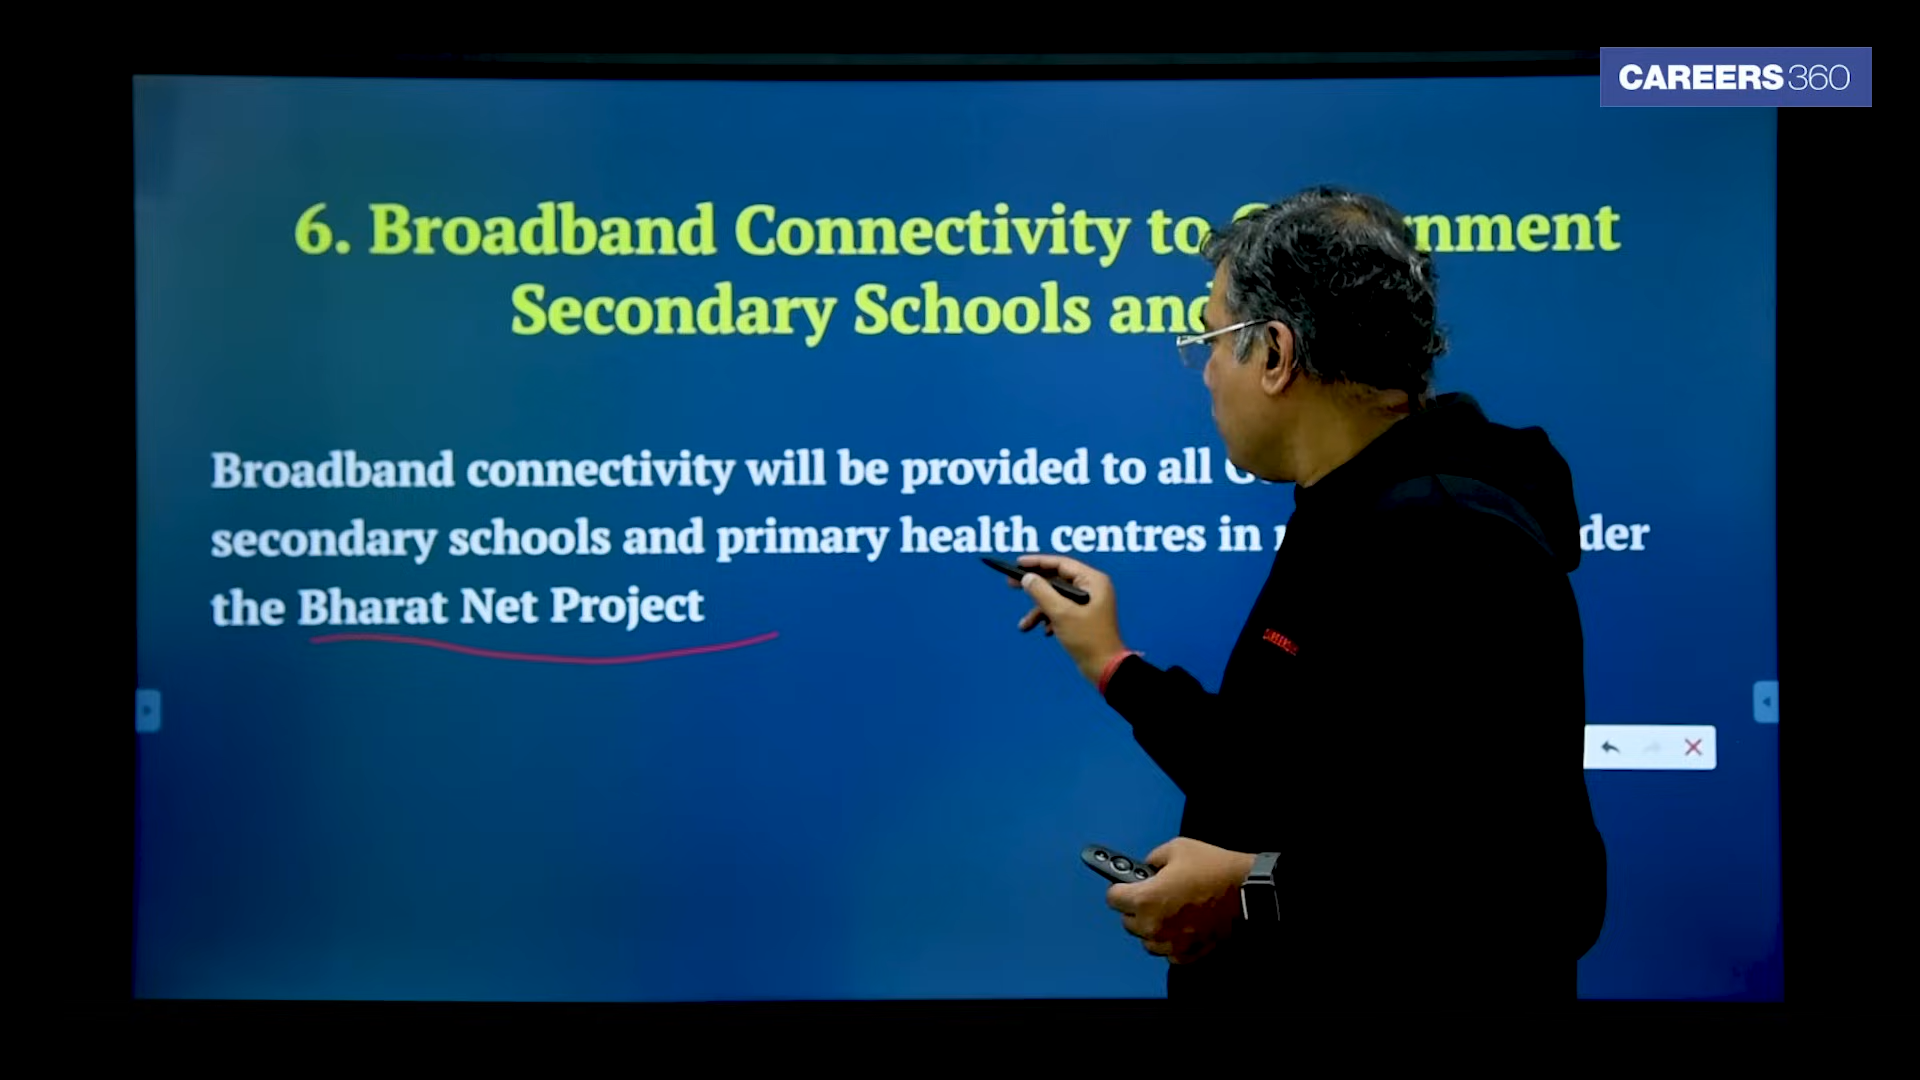 CAREERS360
6. Broadband Connectivity to
Secondary Schools and
Broadband connectivity will be provided to all
secondary schools and primary health centres in
the Bharat Net Project